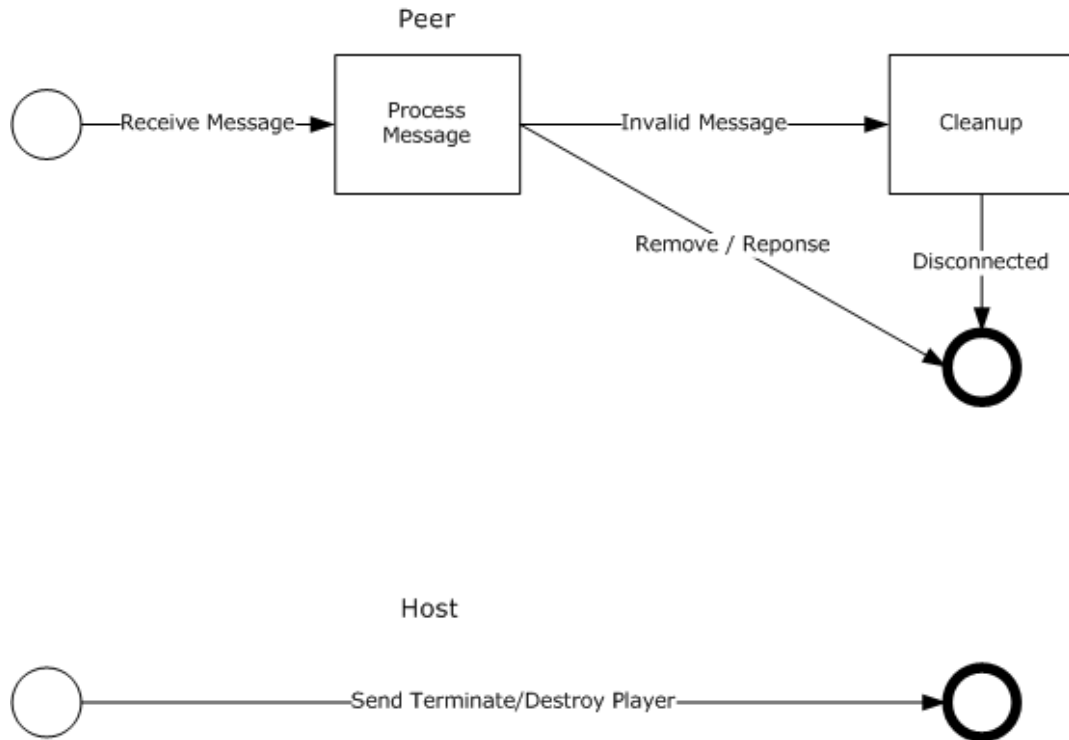 Peer
Receive Message
Process
Message
Invalid Message
Cleanup
Remove / Reponse
Disconnected
Host
Send Terminate/Destroy Player